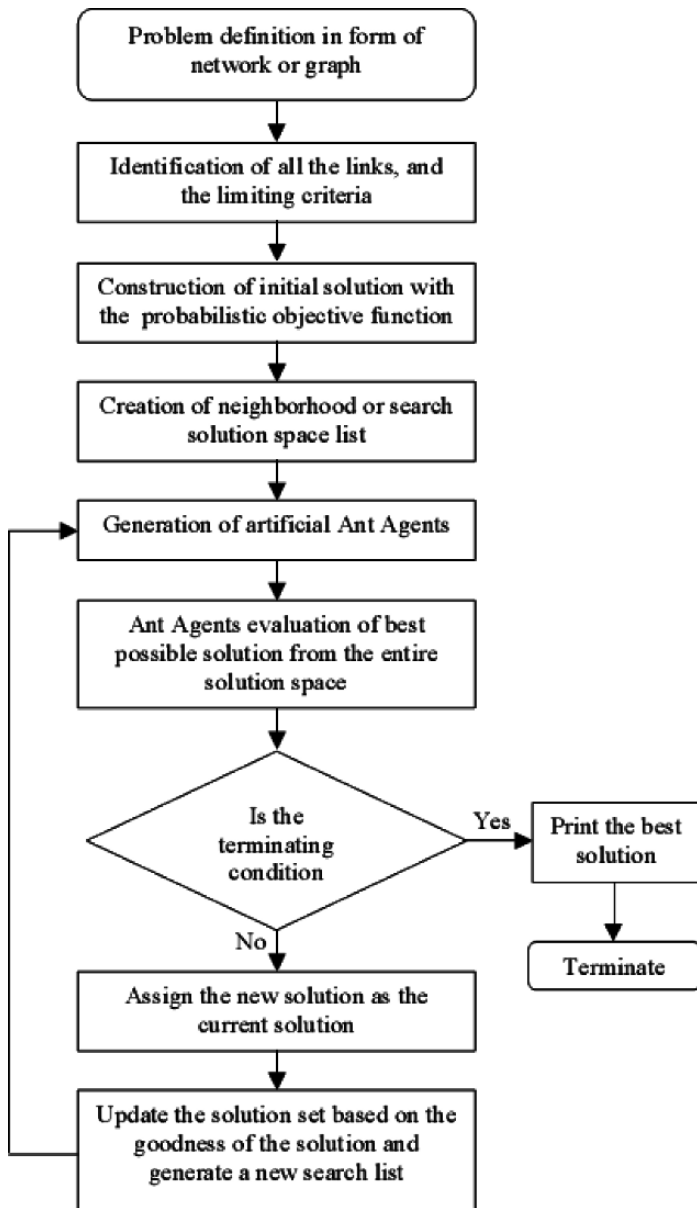 Problem definition in form of
network or graph
Identification of all the links, and
the limiting criteria
Construction of initial solution with
the probabilistic objective function
Creation of neighborhood or search
solution space list
Generation of artificial Ant Agents
Ant Agents evaluation of best
possible solution from the entire
solution space
Is the
terminating
condition
Yes
Print the best
solution
Terminate
No
Assign the new solution as the
current solution
Update the solution set based on the
goodness of the solution and
generate a new search list